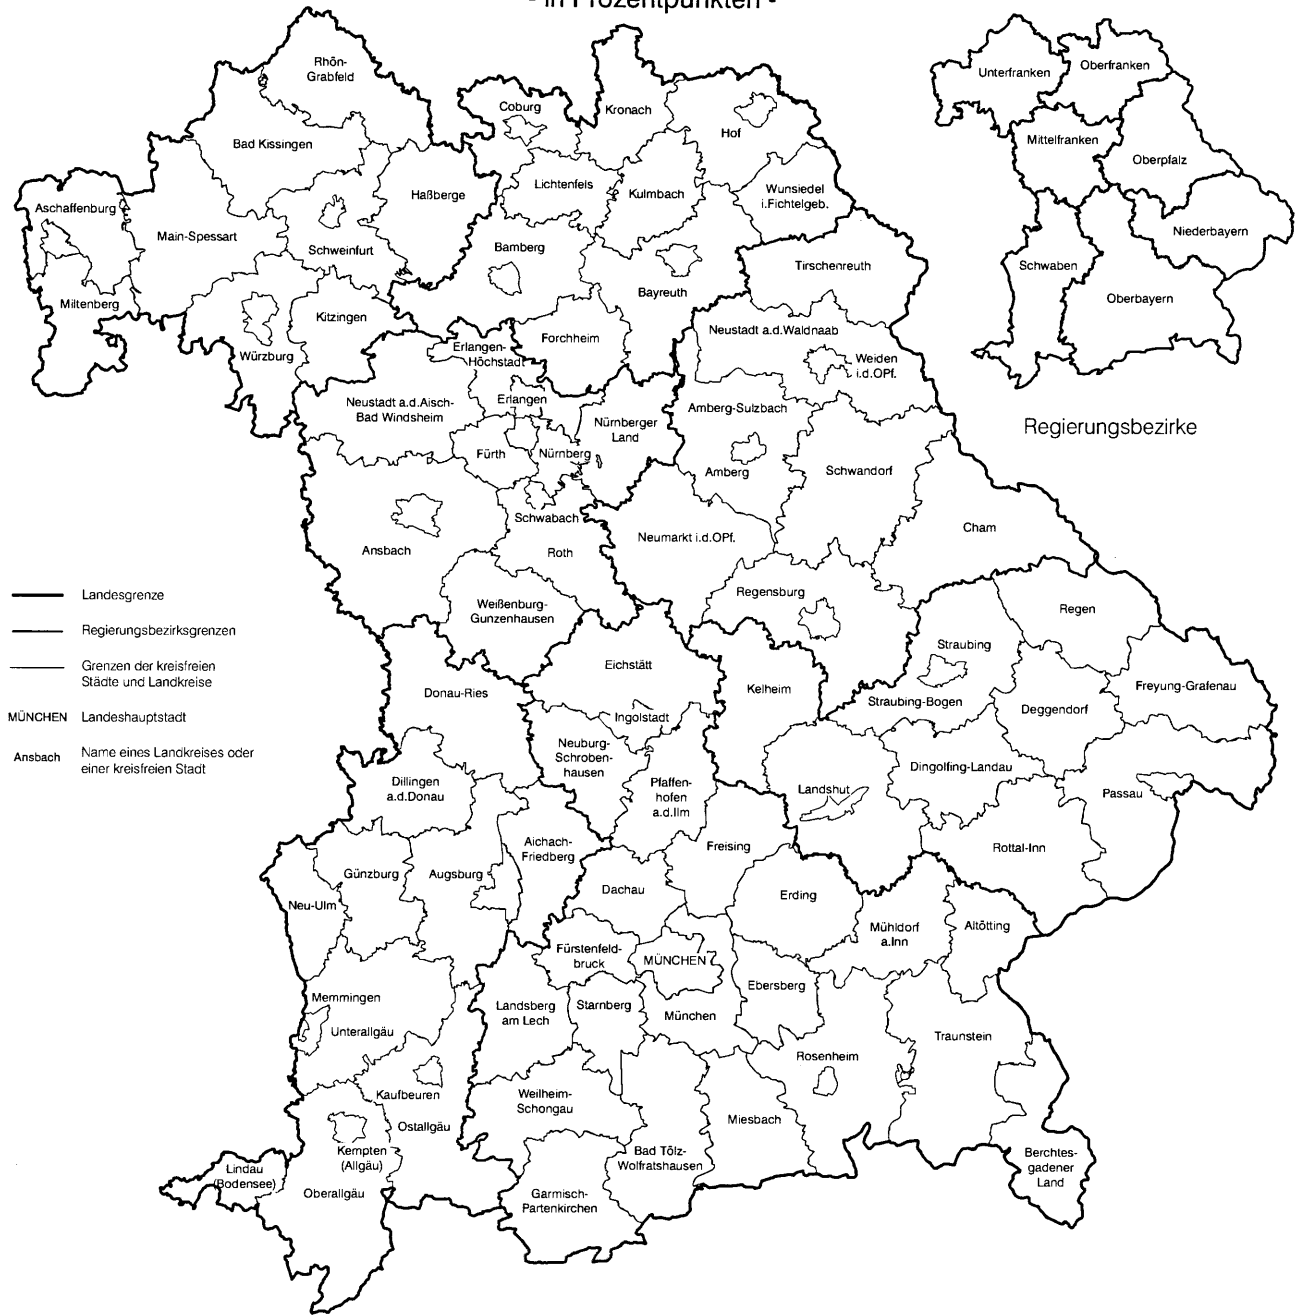 - in Prozentpunkten -
Rhön-
Grabfeld
Coburg
Kronach
Hof
Bad Kissingen
Haßberge
Lichtenfels
Kulmbach
Wunsiedel
i.Fichtelgeb.
Aschaffenburg
Main-Spessart
Schweinfurt
Bamberg
Bayreuth
Tirschenreuth
Miltenberg
Würzburg
Kitzingen
Forchheim
Neustadt a.d.Waldnaab
Erlangen-
Höchstadt
Weiden
i.d.OPf.
Neustadt a.d.Aisch-
Bad Windsheim
Erlangen
Nürnberger
Land
Amberg-Sulzbach
Fürth
Nürnberg
Amberg
Schwandorf
Schwabach
Ansbach
Roth
Neumarkt i.d.OPf.
Cham
Weißenburg-
Gunzenhausen
Regensburg
Regen
Eichstätt
Straubing
Donau-Ries
Kelheim
Straubing-Bogen
Deggendorf
Freyung-Grafenau
Ingolstadt
Neuburg-
Schroben-
hausen
Dingolfing-Landau
Dillingen
a.d.Donau
Pfaffen-
hofen
a.d.Ilm
Landshut
Passau
Aichach-
Friedberg
Freising
Rottal-Inn
Günzburg
Augsburg
Dachau
Erding
Neu-Ulm
Mühldorf
a.Inn
Altötting
Fürstenfeld-
bruck
MÜNCHEN
Memmingen
Landsberg
am Lech
Starnberg
Ebersberg
München
Unterallgäu
Traunstein
Rosenheim
Kaufbeuren
Weilheim-
Schongau
Ostallgäu
Miesbach
Kempten
(Allgäu)
Bad Tölz-
Wolfratshausen
Berchtes-
gadener
Land
Lindau
(Bodensee)
Oberallgäu
Garmisch-
Partenkirchen
Unterfranken
Oberfranken
Mittelfranken
Oberpfalz
Niederbayern
Schwaben
Oberbayern
Regierungsbezirke
Landesgrenze
Regierungsbezirksgrenzen
Grenzen der kreisfreien
Städte und Landkreise
MÜNCHEN Landeshauptstadt
Ansbach Name eines Landkreises oder
einer kreisfreien Stadt